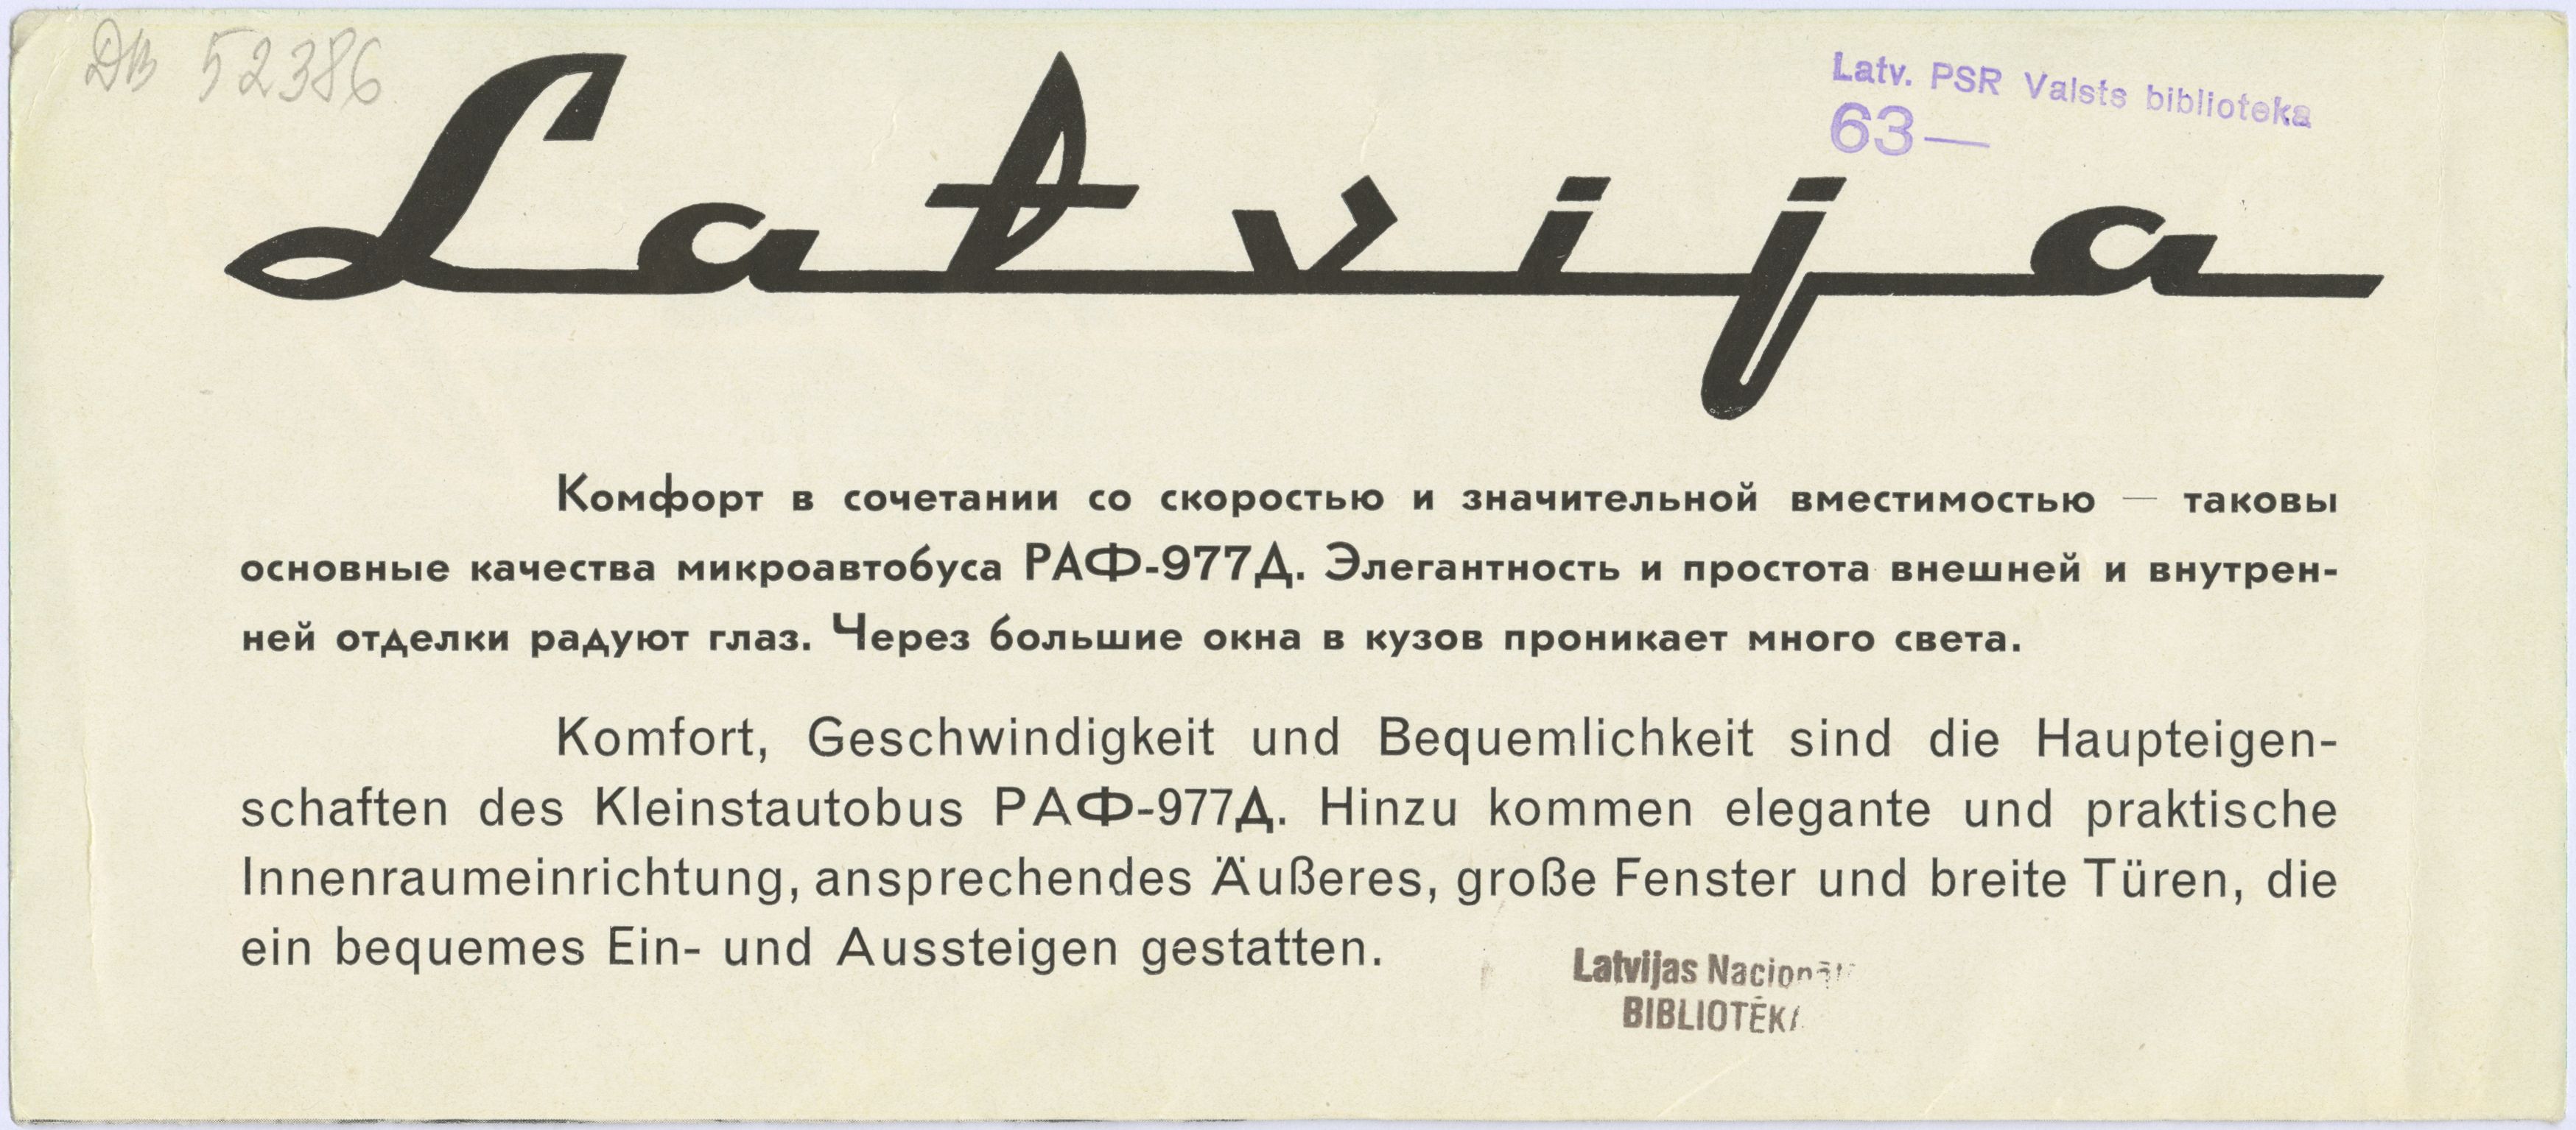 ДВ 52386
Latv. PSR Valsts biblioteka
63—
Latvija
Комфорт в сочетании со скоростью и значительной вместимостью — таковы
основные качества микроавтобуса РАФ-977Д. Элегантность и простота внешней и внутрен-
ней отделки радуют глаз. Через большие окна в кузов проникает много света.
Komfort, Geschwindigkeit und Bequemlichkeit sind die Haupteigen-
schaften des Kleinstautobus РАФ-977Д. Hinzu kommen elegante und praktische
Innenraumeinrichtung, ansprechendes Äußeres, große Fenster und breite Türen, die
ein bequemes Ein- und Aussteigen gestatten.
Latvijas
BIBLIOTĒKA